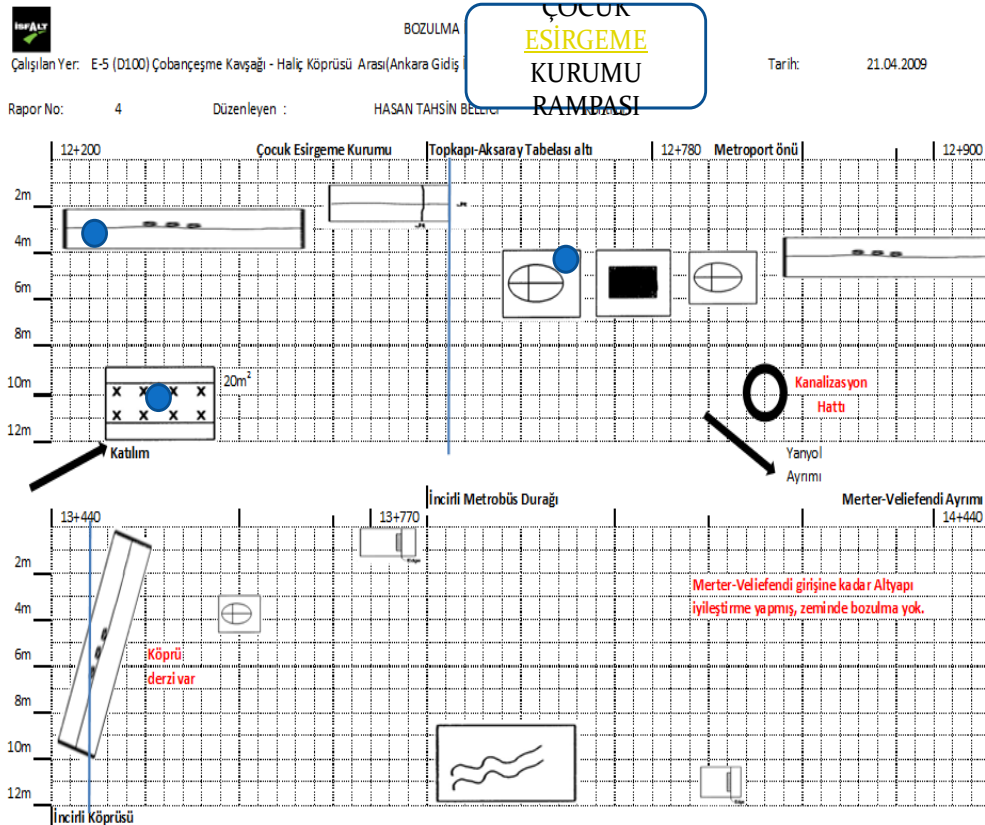 İSFALT
BOZULMA
ÇOCUK
ESİRGEME
KURUMU
RAMPASI
Çalışılan Yer: E-5 (D100) Çobançeşme Kavşağı - Haliç Köprüsü Arası(Ankara Gidiş
Tarih: 21.04.2009
Rapor No: 4 Düzenleyen : HASAN TAHSİN BELLİCİ
12+200 Çocuk Esirgeme Kurumu Topkapı-Aksaray Tabelası altı 12+780 Metroport önü 12+900
2m
4m
6m
8m
10m
20m²
x x x x
x x x x
Kanalizasyon
Hattı
12m
Katılım
Yanyol
Ayrımı
İncirli Metrobüs Durağı Merter-Veliefendi Ayrımı
13+440 13+770 14+440
2m
Merter-Veliefendi girişine kadar Altyapı
iyileştirme yapmış, zeminde bozulma yok.
4m
6m
Köprü
derzi var
8m
10m
12m
İncirli Köprüsü